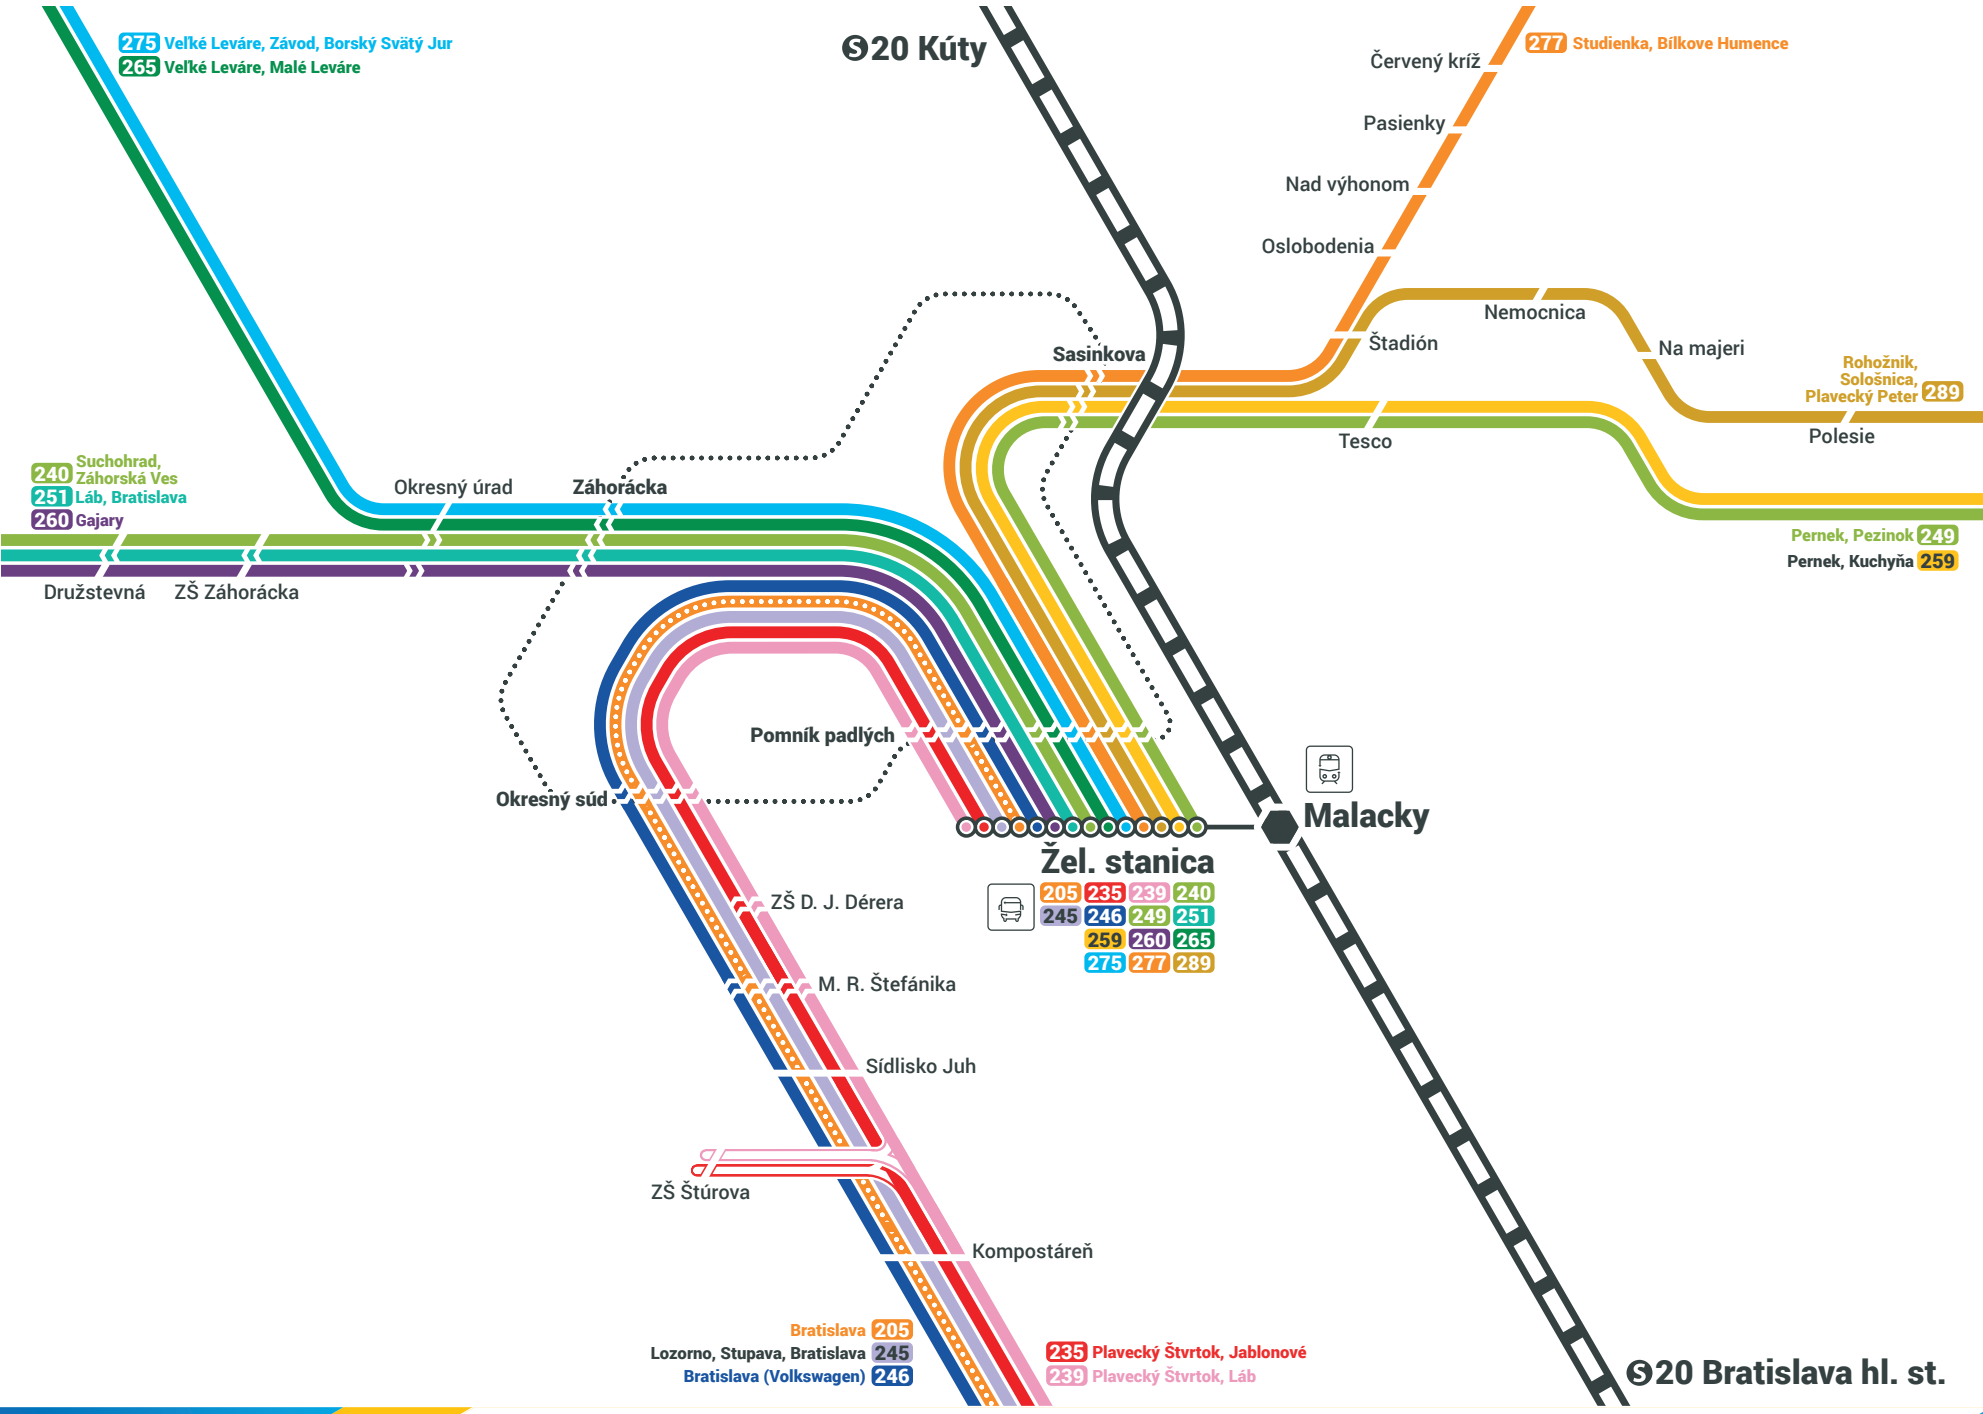 275 Veľké Leváre, Závod, Borský Svätý Jur
265 Veľké Leváre, Malé Leváre
S 20 Kúty
277 Studienka, Bílkove Humence
Červený kríž
Pasienky
Nad výhonom
Oslobodenia
Nemocnica
Štadión
Na majeri
Sasinkova
Rohožník,
Sološnica,
Plavecký Peter 289
Polesie
Tesco
240 Suchohrad,
Záhorská Ves
251 Láb, Bratislava
260 Gajary
Okresný úrad
Záhorácka
Pernek, Pezinok 249
Pernek, Kuchyňa 259
Družstevná
ZŠ Záhorácka
Pomník padlých
Okresný súd
Malacky
Žel. stanica
205 235 239 240
245 246 249 251
259 260 265
275 277 289
ZŠ D. J. Dérera
M. R. Štefánika
Sídlisko Juh
ZŠ Štúrova
Kompostáreň
Bratislava 205
Lozorno, Stupava, Bratislava 245
Bratislava (Volkswagen) 246
235 Plavecký Štvrtok, Jablonové
239 Plavecký Štvrtok, Láb
S 20 Bratislava hl. st.